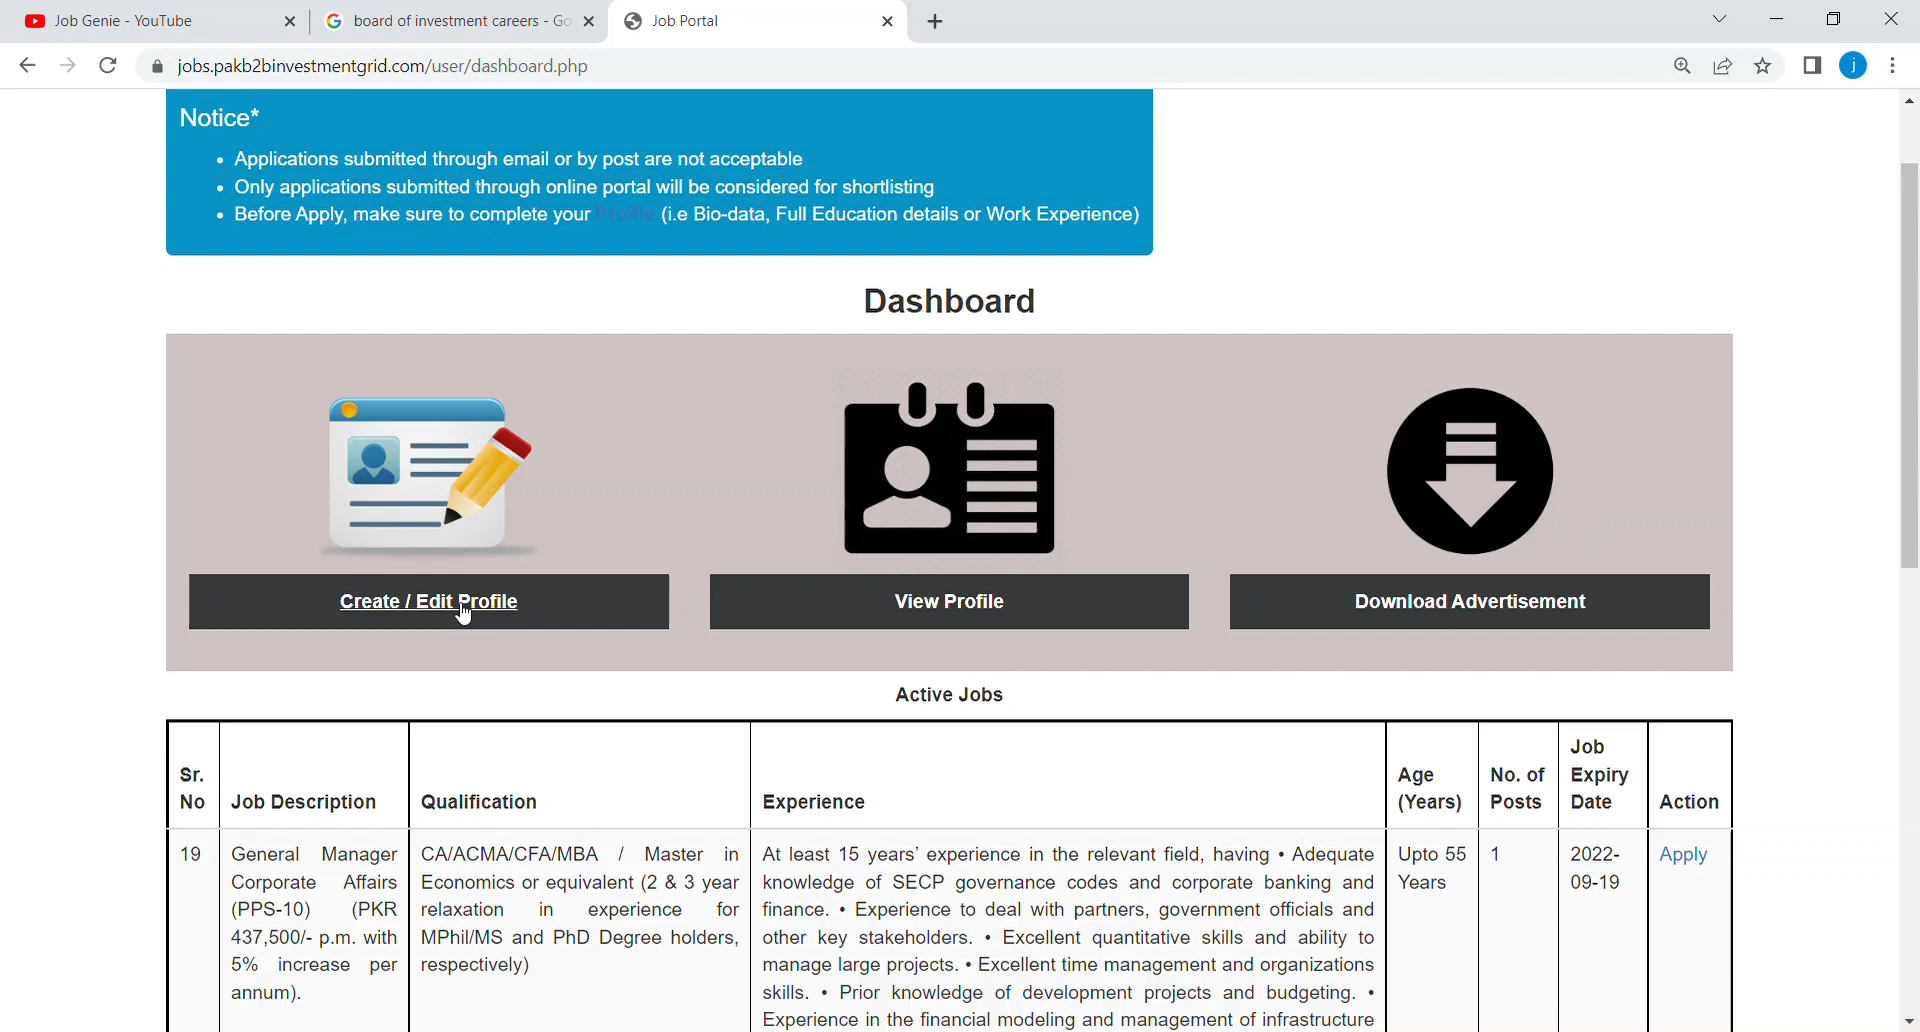 Job Genie - YouTube
board of investment careers - Go
Job Portal
jobs.pakb2binvestmentgrid.com/user/dashboard.php
j
Notice*
• Applications submitted through email or by post are not acceptable
• Only applications submitted through online portal will be considered for shortlisting
• Before Apply, make sure to complete your Profile (i.e Bio-data, Full Education details or Work Experience)
Dashboard
Create / Edit Profile
View Profile
Download Advertisement
Active Jobs
Sr. No
Job Description
Qualification
Experience
Age (Years)
No. of Posts
Job Expiry Date
Action
19
General Manager
Corporate Affairs
(PPS-10) (PKR
437,500/- p.m. with
5% increase per
annum).
CA/ACMA/CFA/MBA / Master in
Economics or equivalent (2 & 3 year
relaxation in experience for
MPhil/MS and PhD Degree holders,
respectively)
At least 15 years' experience in the relevant field, having • Adequate
knowledge of SECP governance codes and corporate banking and
finance. • Experience to deal with partners, government officials and
other key stakeholders. • Excellent quantitative skills and ability to
manage large projects. • Excellent time management and organizations
skills. • Prior knowledge of development projects and budgeting. •
Experience in the financial modeling and management of infrastructure
Upto 55
Years
1
2022-
09-19
Apply